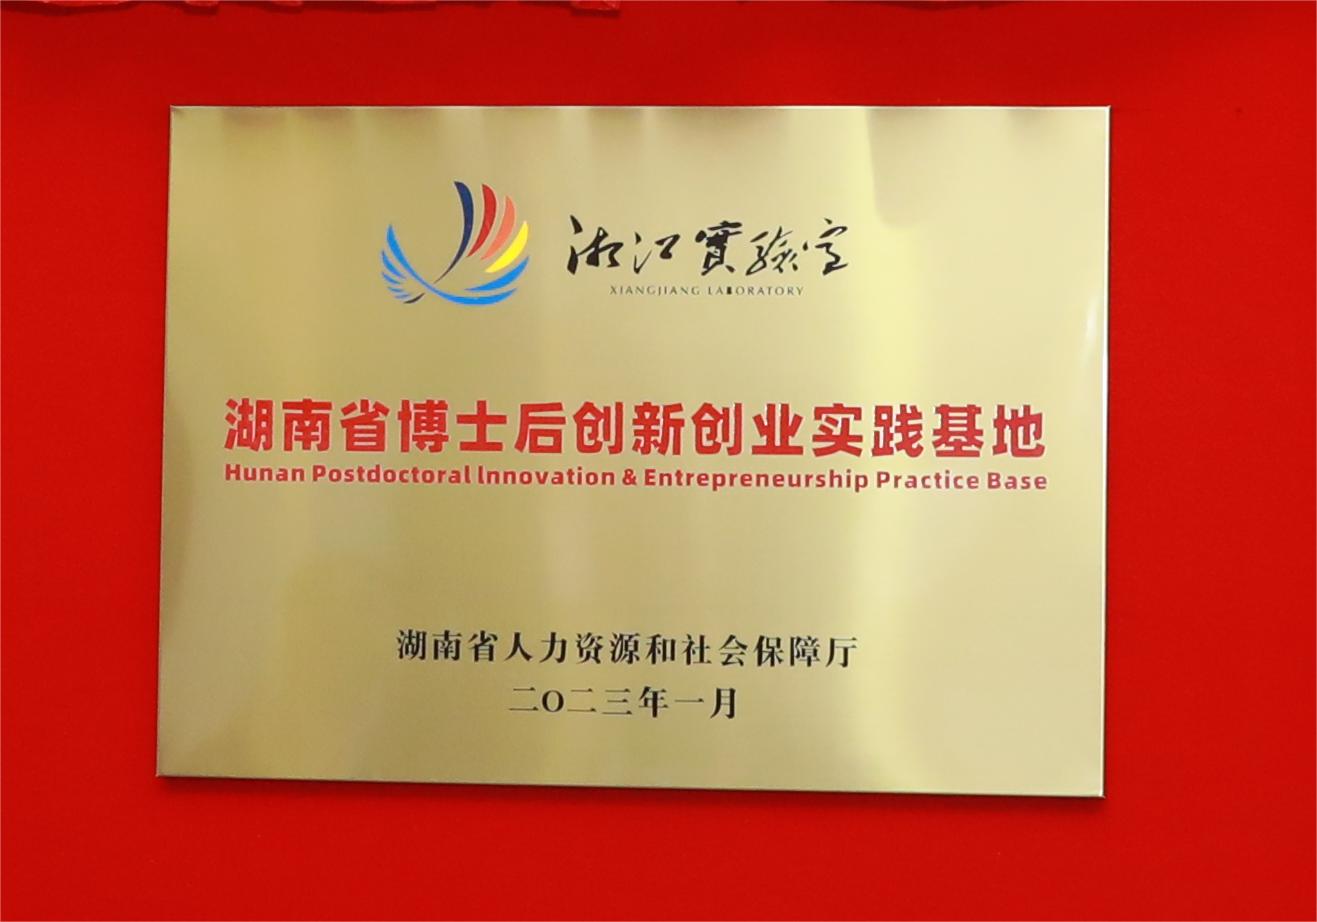 湘江實驗室
XIANGJIANG LABORATORY
湖南省博士后创新创业实践基地
Hunan Postdoctoral Innovation & Entrepreneurship Practice Base
湖南省人力资源和社会保障厅
二〇二三年一月